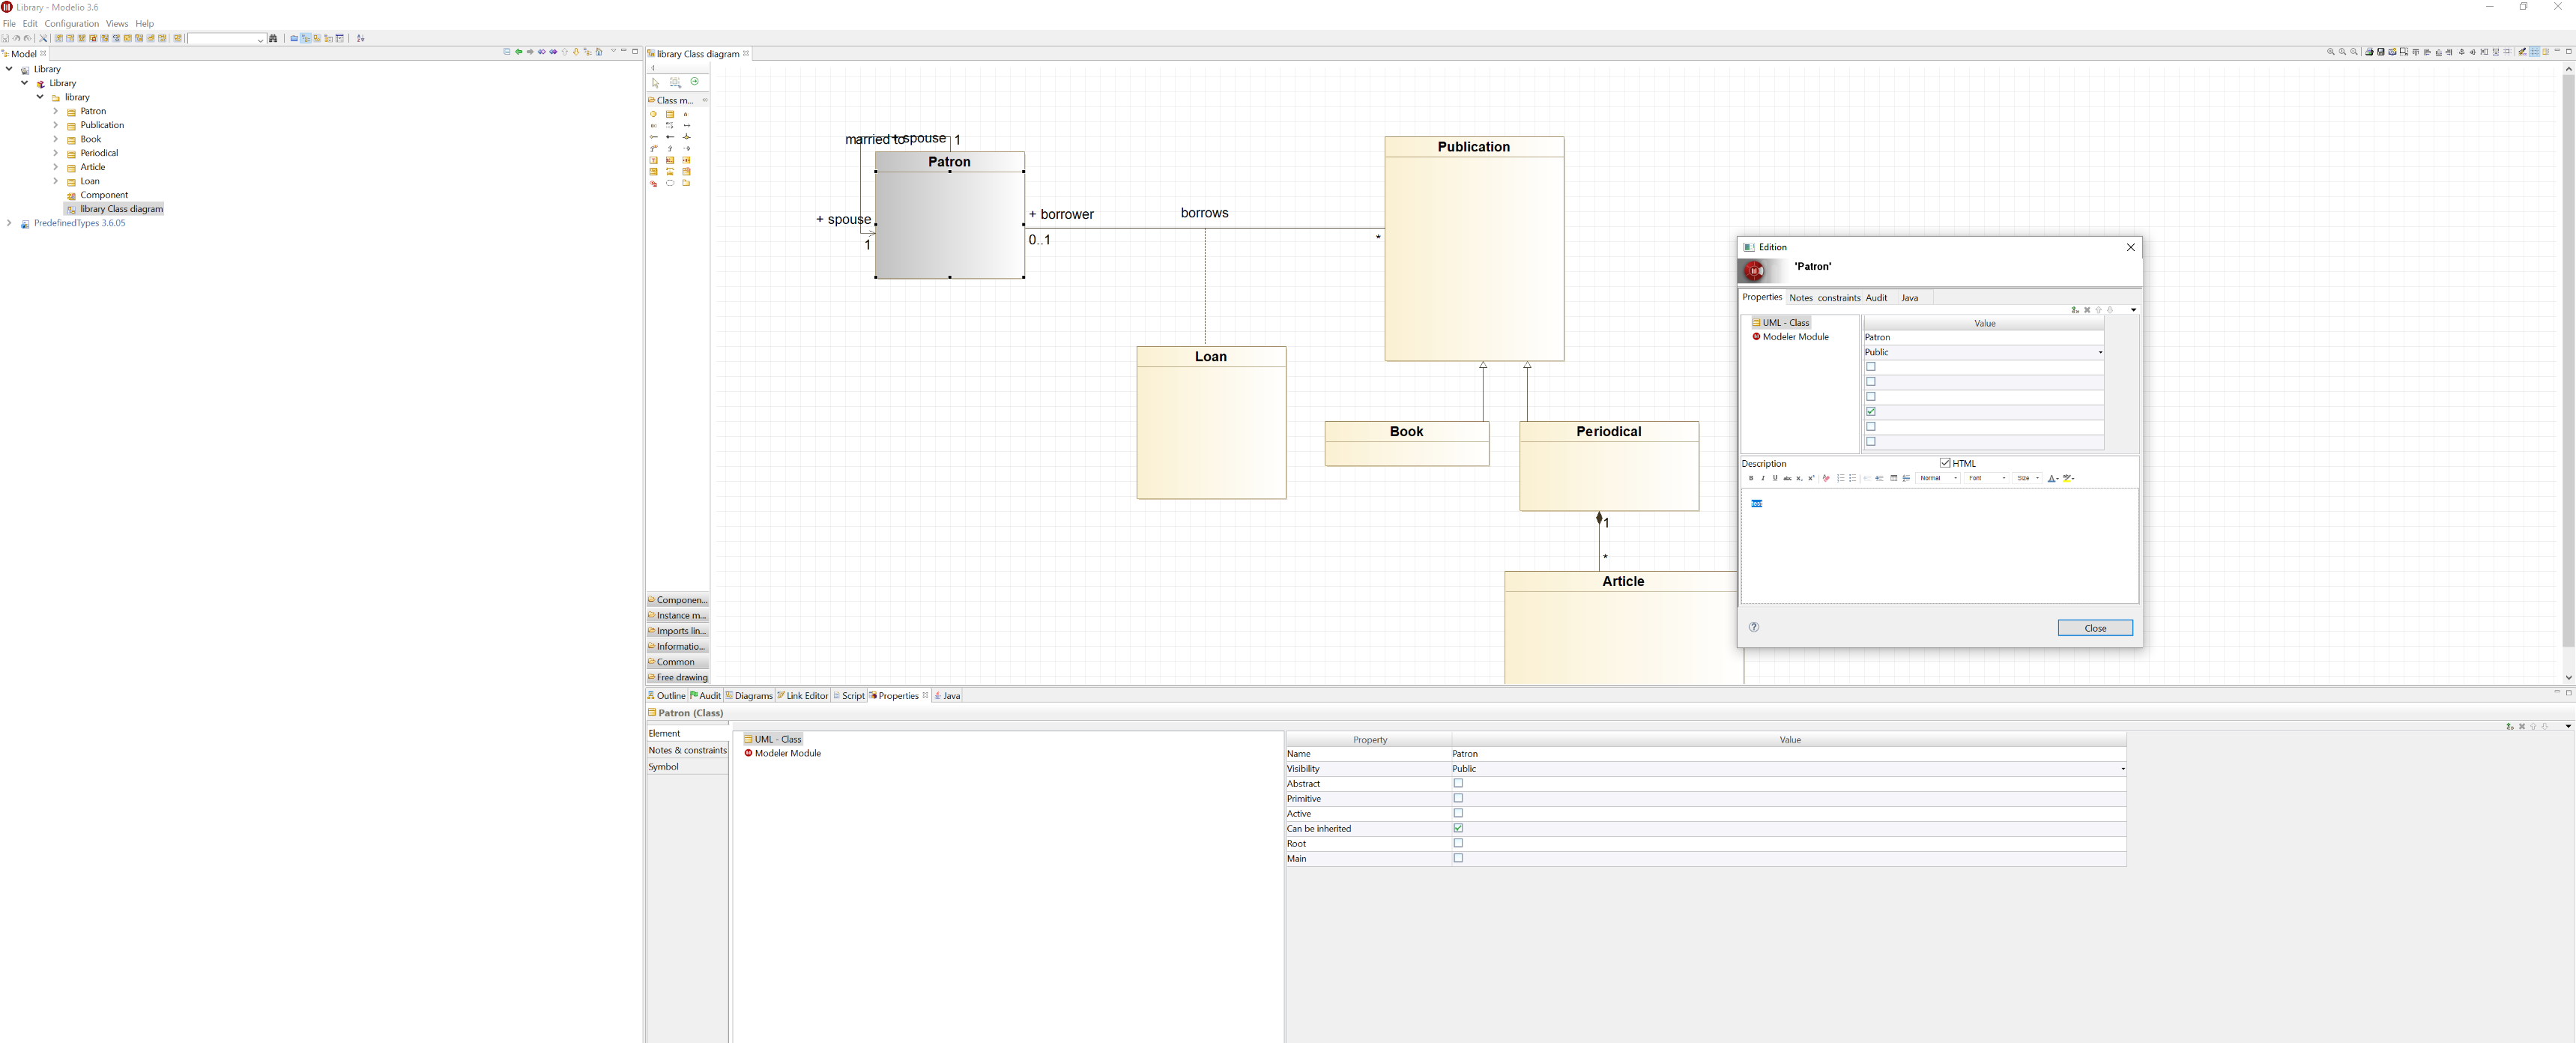 Library - Modelio 3.6
File Edit Configuration Views Help
Model
Library
Library
library
Patron
Publication
Book
Periodical
Article
Loan
Component
library Class diagram
PredefinedTypes 3.6.05
library Class diagram
Class m...
Componen...
Instance m...
Imports lin...
Informatio...
Common
Free drawing
married to
+ spouse
1
Patron
+ spouse
1
+ borrower
0..1
borrows
*
Publication
Loan
Book
Periodical
1
*
Article
Edition
'Patron'
Properties Notes constraints Audit Java
UML - Class
Modeler Module
Value
Patron
Public
Description
HTML
B I U abc X, X'
Normal Font Size A
test
Close
Outline Audit Diagrams Link Editor Script Properties Java
Patron (Class)
Element
Notes & constraints
Symbol
UML - Class
Modeler Module
Property Value
Name Patron
Visibility Public
Abstract
Primitive
Active
Can be inherited
Root
Main